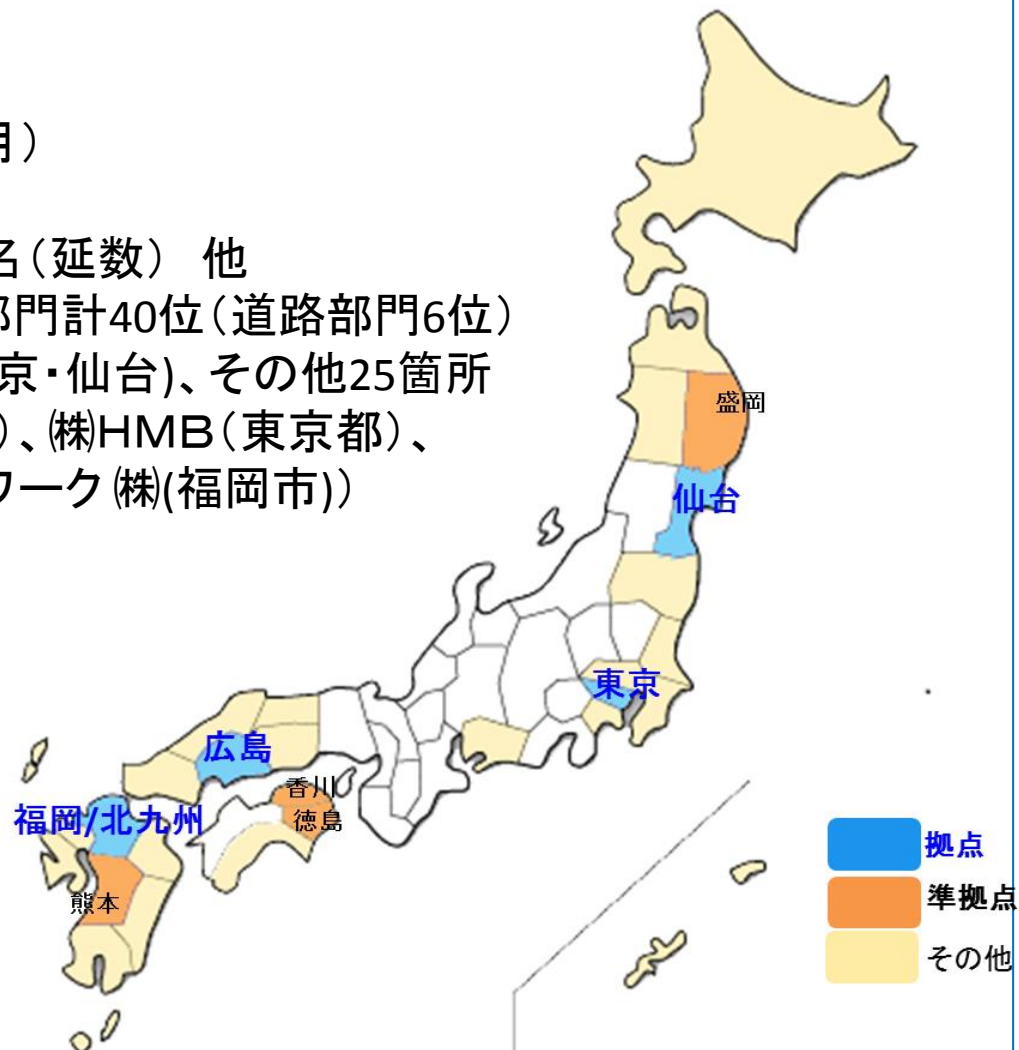 月）
名（延数） 他
部門計40位（道路部門6位）
京・仙台)、その他25箇所
）、㈱HMB（東京都）、
ワーク㈱(福岡市)）
盛岡
仙台
東京
広島
香川
徳島
福岡/北九州
熊本
拠点
準拠点
その他